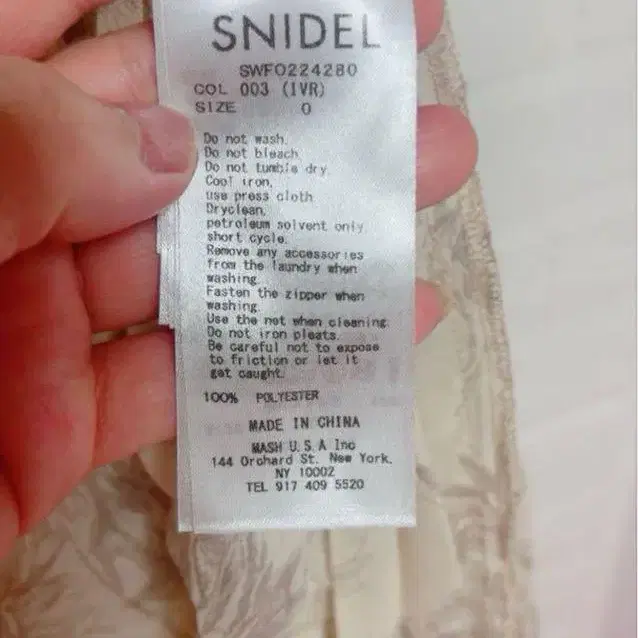 SNIDEL
SWFO224280
COL 003 (IVR)
SIZE 0
Do not wash.
Do not bleach.
Do not tumble dry.
Cool iron,
use press cloth
Dryclean,
petroleum solvent only,
short cycle.
Remove any accessories
from the laundry when
washing.
Fasten the zipper when
washing.
Use the net when cleaning.
Do not iron pleats.
Be careful not to expose
to friction or let it
get caught.
100% POLYESTER
MADE IN CHINA
MASH U.S.A Inc
144 Orchard St. New York,
NY 10002
TEL 917 409 5520